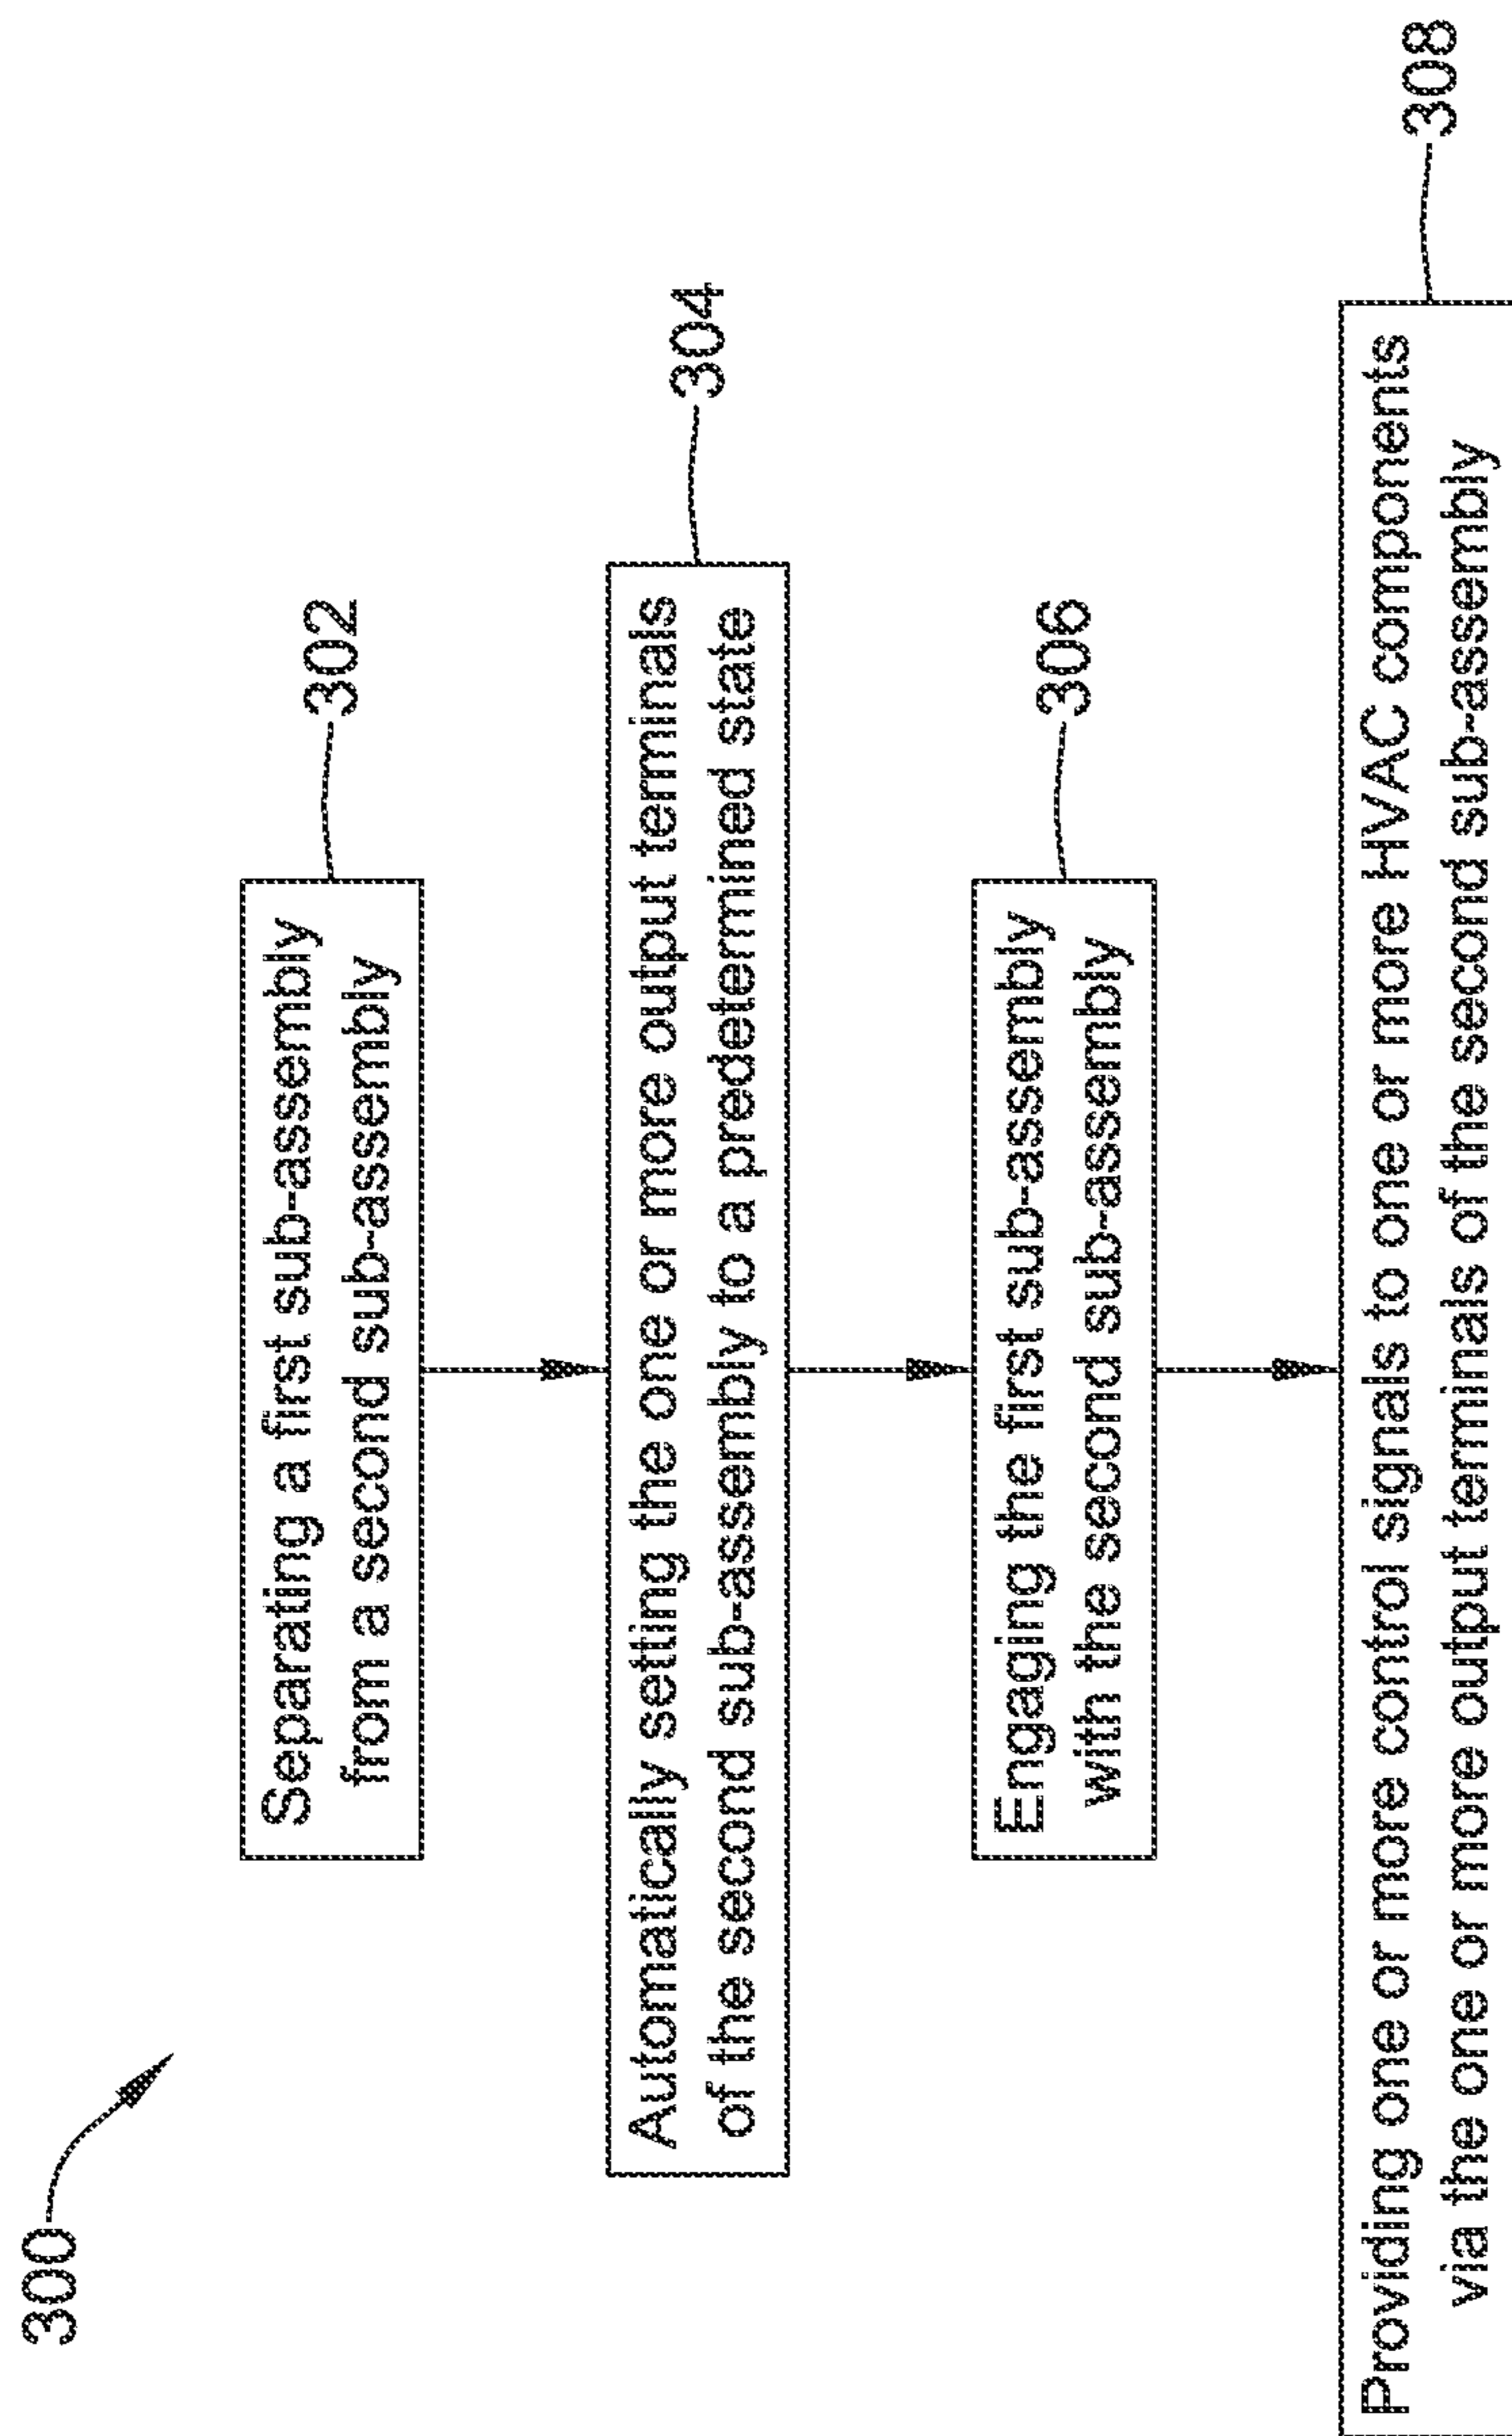 300
Separating a first sub-assembly
from a second sub-assembly
302
Automatically setting the one or more output terminals
of the second sub-assembly to a predetermined state
304
Engaging the first sub-assembly
with the second sub-assembly
306
Providing one or more control signals to one or more HVAC components
via the one or more output terminals of the second sub-assembly
308